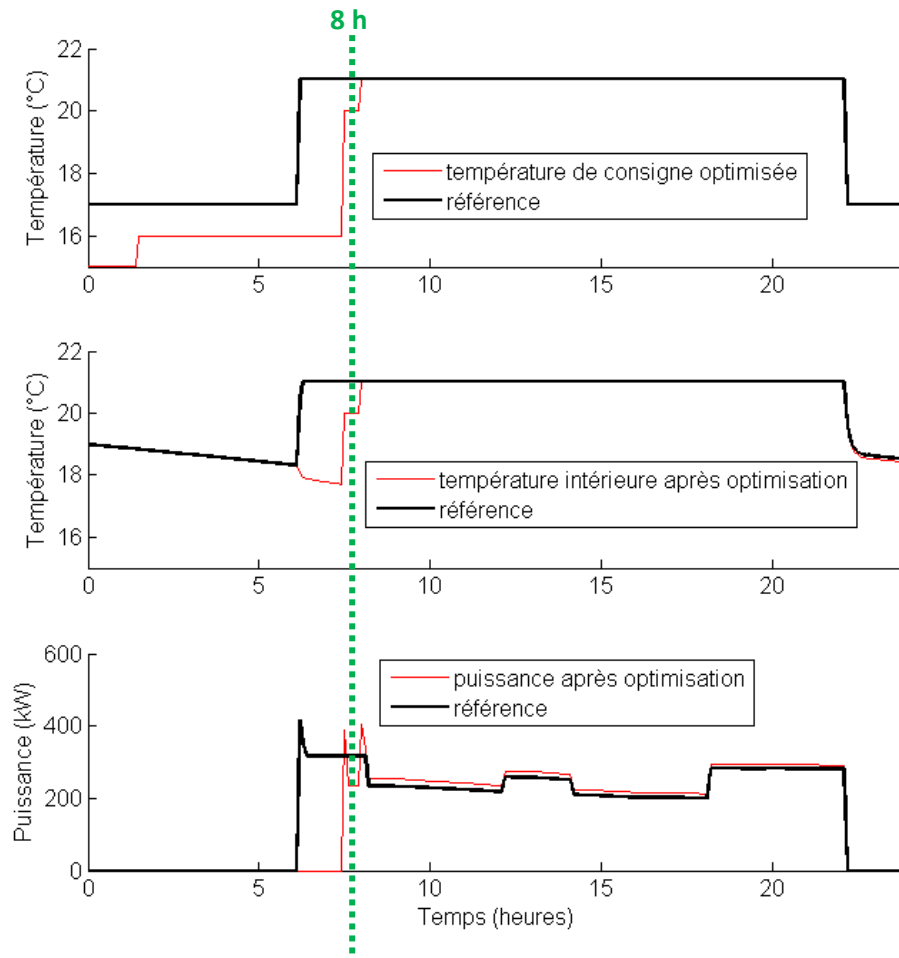 8 h
Température (°C)
22
20
18
16
température de consigne optimisée
référence
0 5 10 15 20
Température (°C)
22
20
18
16
température intérieure après optimisation
référence
0 5 10 15 20
Puissance (kW)
600
400
200
0
puissance après optimisation
référence
0 5 10 15 20
Temps (heures)